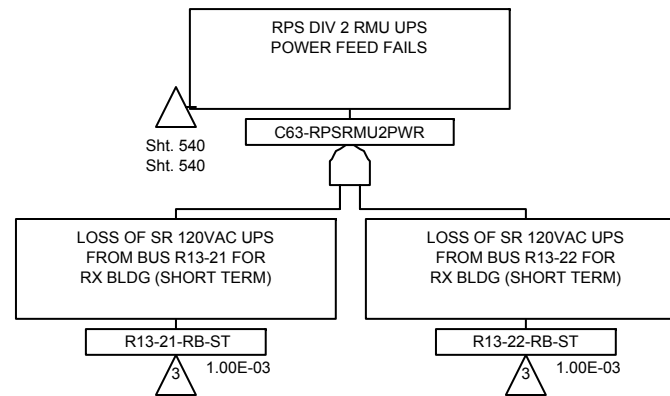 RPS DIV 2 RMU UPS
POWER FEED FAILS
Sht. 540
Sht. 540
C63-RPSRMU2PWR
LOSS OF SR 120VAC UPS
FROM BUS R13-21 FOR
RX BLDG (SHORT TERM)
R13-21-RB-ST
3
1.00E-03
LOSS OF SR 120VAC UPS
FROM BUS R13-22 FOR
RX BLDG (SHORT TERM)
R13-22-RB-ST
3
1.00E-03